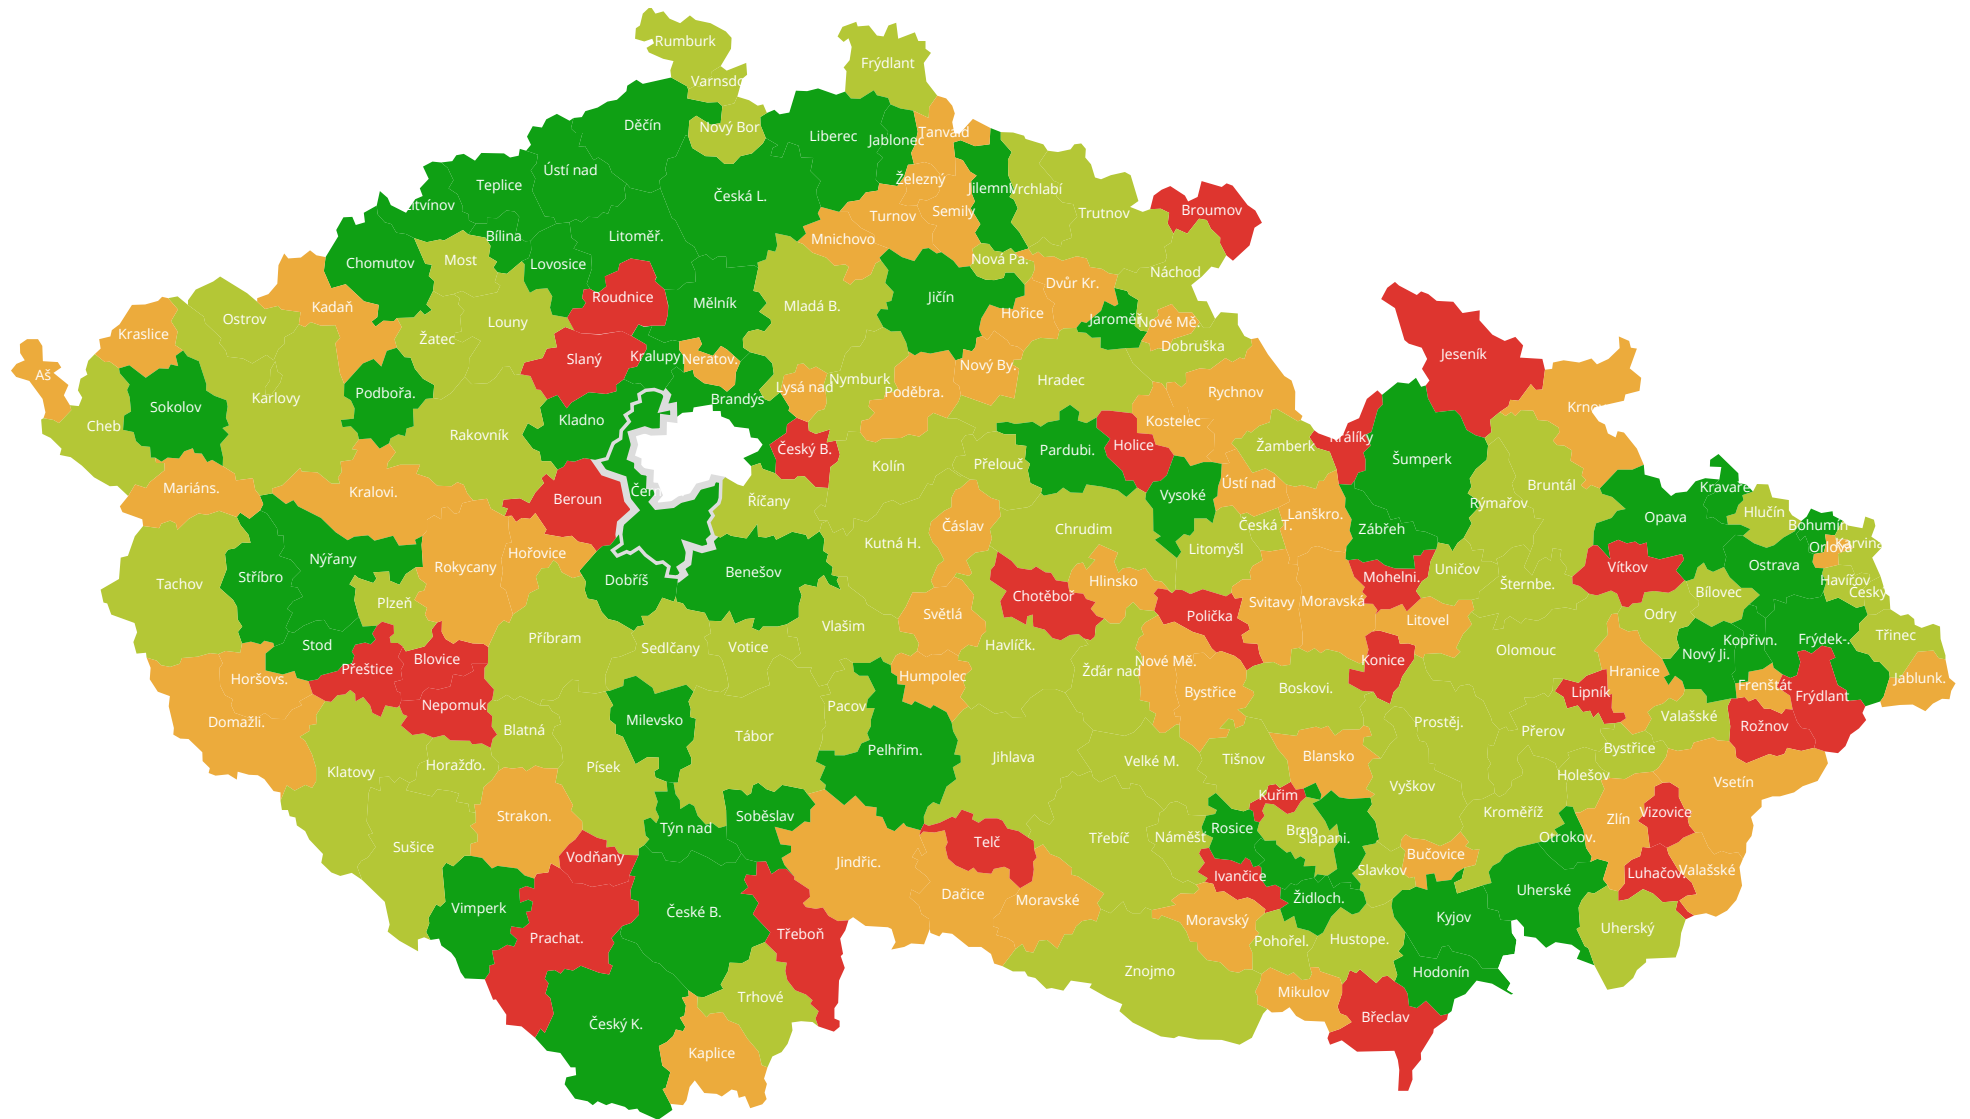 Rumburk
Frýdlant
Varnsdo
Nový Bor
Děčín
Liberec
Jablonec
Tanvald
Ústí nad
Teplice
Česká L.
Železný
Jilemni
Vrchlabí
tvínov
Turnov
Semily
Trutnov
Broumov
Bílina
Litoměř.
Mnichovo
Chomutov
Most
Lovosice
Nová Pa.
Náchod
Roudnice
Mělník
Mladá B.
Jičín
Dvůr Kr.
Kadaň
Ostrov
Louny
Hořice
Jaroměř
Nové Mě.
Kraslice
Žatec
Dobruška
Slaný
Kralupy
Neratov.
Jeseník
Aš
Nový By.
Lysá nad
Nymburk
Hradec
Karlovy
Podbořa.
Poděbra.
Rychnov
Sokolov
Brandýs
Krnov
Cheb
Kladno
Kostelec
Rakovník
Český B.
Pardubi.
Holice
Žamberk
Králíky
Kolín
Přelouč
Šumperk
Mariáns.
Kralovi.
Čer
Beroun
Říčany
Vysoké
Ústí nad
Bruntál
Kravaře
Rýmařov
Lanškro.
Hlučín
Opava
Čáslav
Chrudim
Česká T.
Zábřeh
Bohumín
Kutná H.
Litomyšl
Orlová
Karviná
Hořovice
Nýřany
Rokycany
Stříbro
Benešov
Uničov
Vítkov
Ostrava
Tachov
Dobříš
Hlinsko
Mohelni.
Šternbe.
Havířov
Chotěboř
Bílovec
Český
Plzeň
Svitavy
Moravská
Světlá
Polička
Litovel
Odry
Vlašim
Příbram
Třinec
Stod
Sedlčany
Votice
Havlíčk.
Kopřivn.
Frýdek-.
Olomouc
Nový Ji.
Blovice
Přeštice
Nové Mě.
Konice
Žďár nad
Hranice
Horšovs.
Humpolec
Jablunk.
Boskovi.
Frenštát
Bystřice
Lipník
Frýdlant
Nepomuk
Pacov
Domažli.
Milevsko
Valašské
Prostěj.
Rožnov
Blatná
Přerov
Tábor
Pelhřim.
Bystřice
Jihlava
Velké M.
Tišnov
Blansko
Horažďo.
Klatovy
Písek
Holešov
Vsetín
Vyškov
Kuřim
Strakon.
Soběslav
Kroměříž
Vizovice
Zlín
Týn nad
Rosice
Brno
Šlapani.
Třebíč
Náměšť
Otrokov.
Telč
Sušice
Vodňany
Jindřic.
Bučovice
Slavkov
Valašské
Luhačov.
Ivančice
Uherské
Dačice
Moravské
Židloch.
Vimperk
České B.
Kyjov
Moravský
Uherský
Prachat.
Třeboň
Pohořel.
Hustope.
Znojmo
Hodonín
Mikulov
Trhové
Břeclav
Český K.
Kaplice